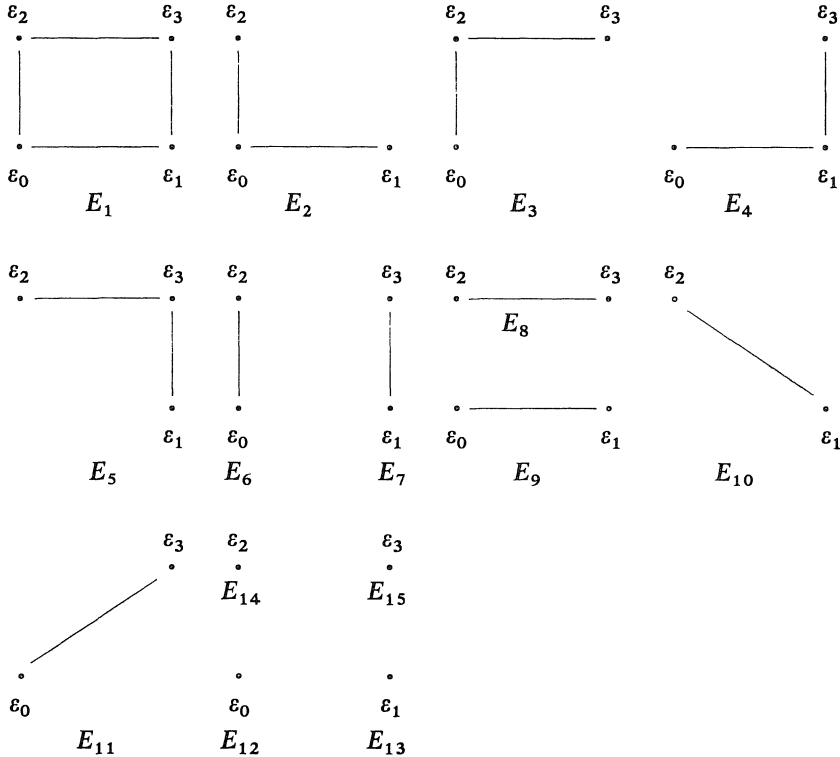 ε₂ ε₃ ε₂ ε₂ ε₃ ε₃
ε₀ ε₁ ε₀ ε₁ ε₀ ε₀ ε₁
E₁ E₂ E₃ E₄
ε₂ ε₃ ε₂ ε₃ ε₂ ε₃ ε₂
E₈
ε₁ ε₀ ε₁ ε₀ ε₁ ε₁
E₅ E₆ E₇ E₉ E₁₀
ε₃ ε₂ ε₃
E₁₄ E₁₅
ε₀ ε₀ ε₁
E₁₁ E₁₂ E₁₃